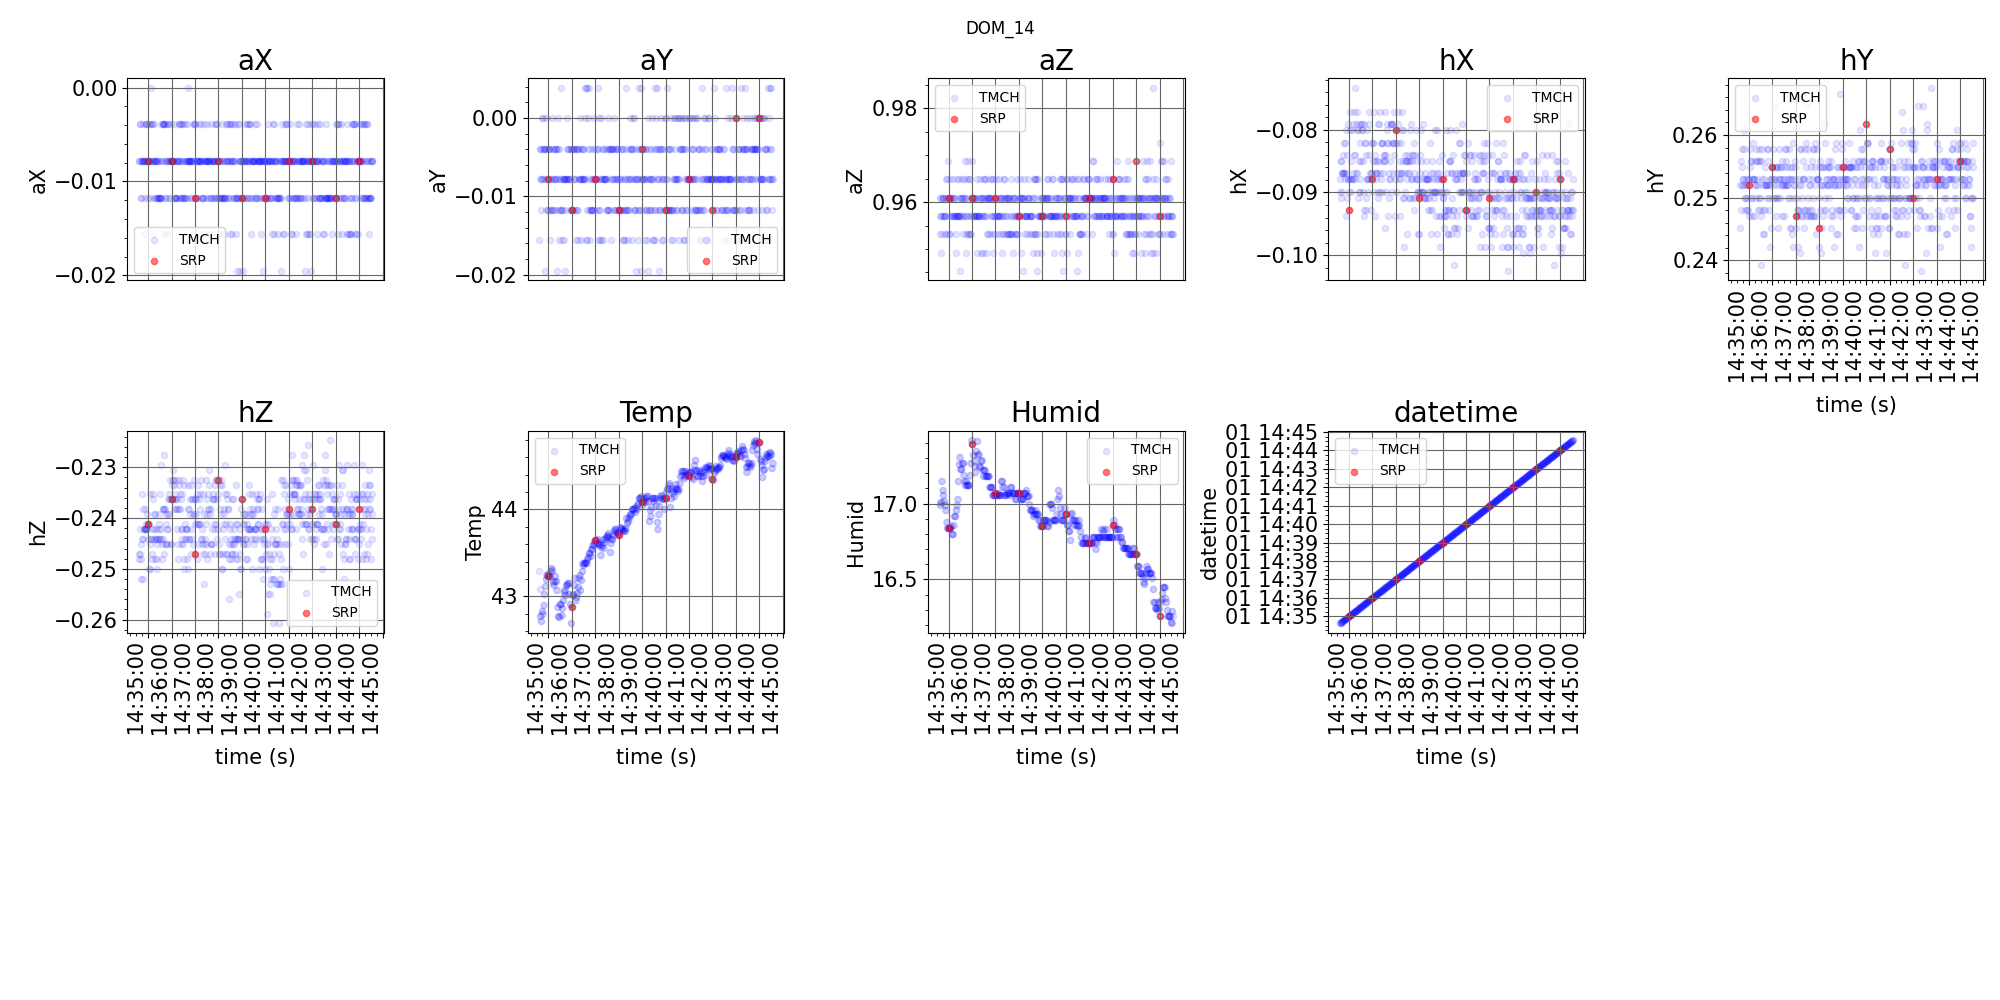 DOM_14
aX
0.00
−0.01
−0.02
aX
TMCH
SRP
aY
0.00
−0.01
−0.02
aY
TMCH
SRP
aZ
0.98
0.96
aZ
TMCH
SRP
hX
−0.08
−0.09
−0.10
hX
TMCH
SRP
hY
0.26
0.25
0.24
hY
TMCH
SRP
14:35:00
14:36:00
14:37:00
14:38:00
14:39:00
14:40:00
14:41:00
14:42:00
14:43:00
14:44:00
14:45:00
time (s)
hZ
−0.23
−0.24
−0.25
−0.26
hZ
TMCH
SRP
14:35:00
14:36:00
14:37:00
14:38:00
14:39:00
14:40:00
14:41:00
14:42:00
14:43:00
14:44:00
14:45:00
time (s)
Temp
44
43
Temp
TMCH
SRP
14:35:00
14:36:00
14:37:00
14:38:00
14:39:00
14:40:00
14:41:00
14:42:00
14:43:00
14:44:00
14:45:00
time (s)
Humid
17.0
16.5
Humid
TMCH
SRP
14:35:00
14:36:00
14:37:00
14:38:00
14:39:00
14:40:00
14:41:00
14:42:00
14:43:00
14:44:00
14:45:00
time (s)
datetime
01 14:45
01 14:44
01 14:43
01 14:42
01 14:41
01 14:40
01 14:39
01 14:38
01 14:37
01 14:36
01 14:35
datetime
TMCH
SRP
14:35:00
14:36:00
14:37:00
14:38:00
14:39:00
14:40:00
14:41:00
14:42:00
14:43:00
14:44:00
14:45:00
time (s)